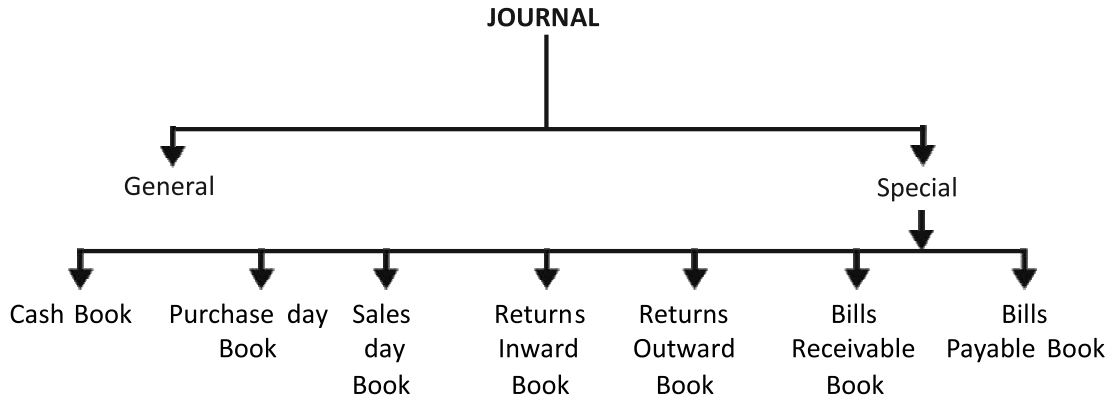 JOURNAL
General
Special
Cash Book
Purchase day
Book
Sales
day
Book
Returns
Inward
Book
Returns
Outward
Book
Bills
Receivable
Book
Bills
Payable Book